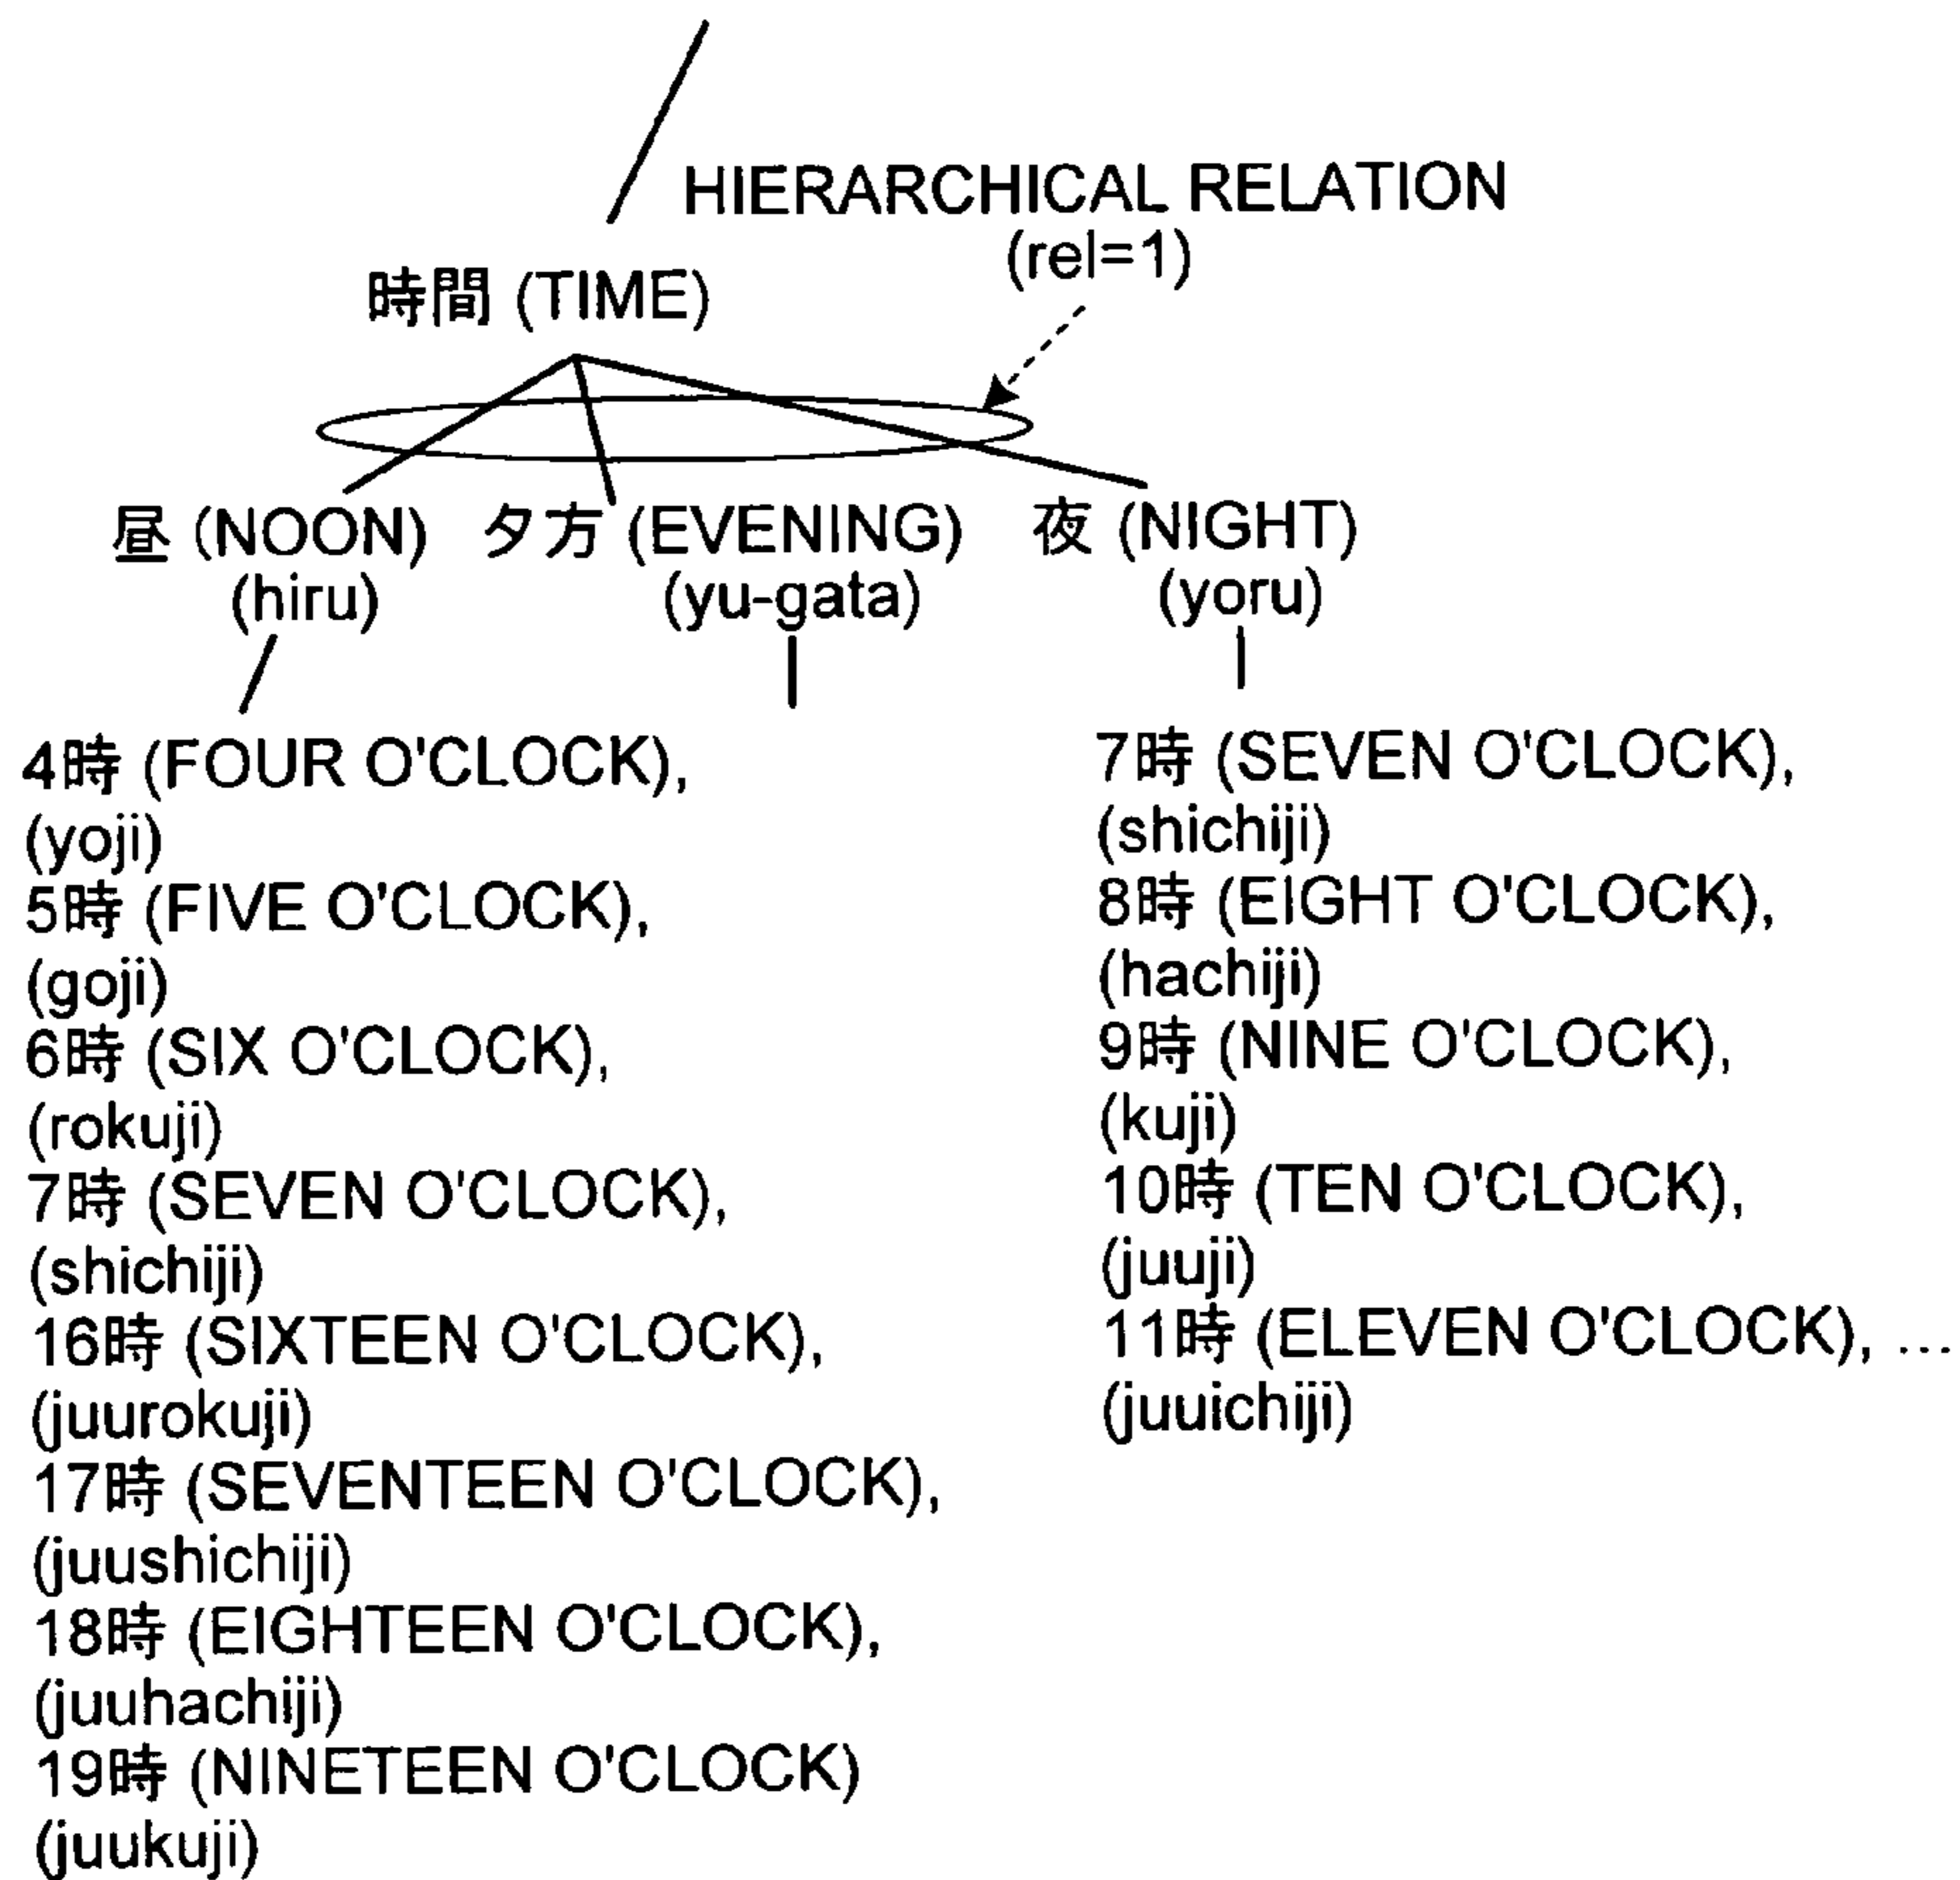 HIERARCHICAL RELATION
(rel=1)
時間 (TIME)
昼 (NOON)
(hiru)
夕方 (EVENING)
(yu-gata)
夜 (NIGHT)
(yoru)
4時 (FOUR O'CLOCK),
(yoji)
5時 (FIVE O'CLOCK),
(goji)
6時 (SIX O'CLOCK),
(rokuji)
7時 (SEVEN O'CLOCK),
(shichiji)
16時 (SIXTEEN O'CLOCK),
(juurokuji)
17時 (SEVENTEEN O'CLOCK),
(juushichiji)
18時 (EIGHTEEN O'CLOCK),
(juuhachiji)
19時 (NINETEEN O'CLOCK)
(juukuji)
7時 (SEVEN O'CLOCK),
(shichiji)
8時 (EIGHT O'CLOCK),
(hachiji)
9時 (NINE O'CLOCK),
(kuji)
10時 (TEN O'CLOCK),
(juuji)
11時 (ELEVEN O'CLOCK), ...
(juuichiji)